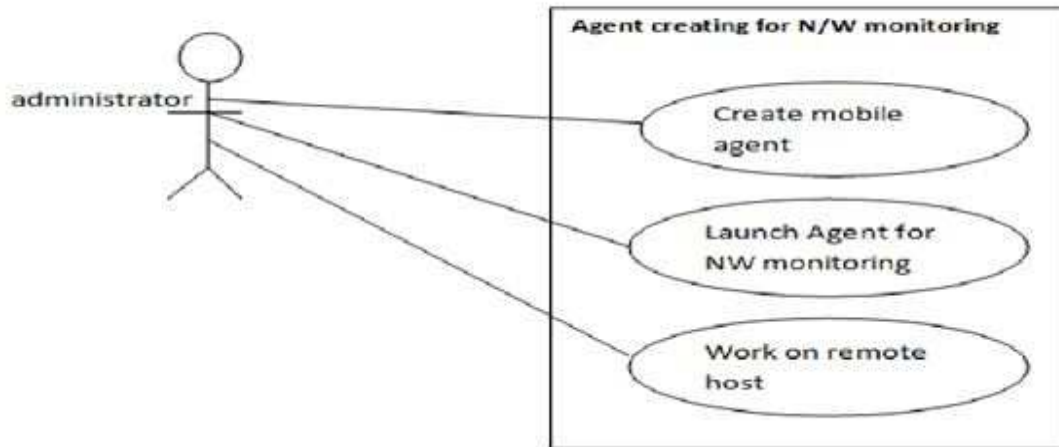 Agent creating for N/W monitoring
administrator
Create mobile
agent
Launch Agent for
NW monitoring
Work on remote
host